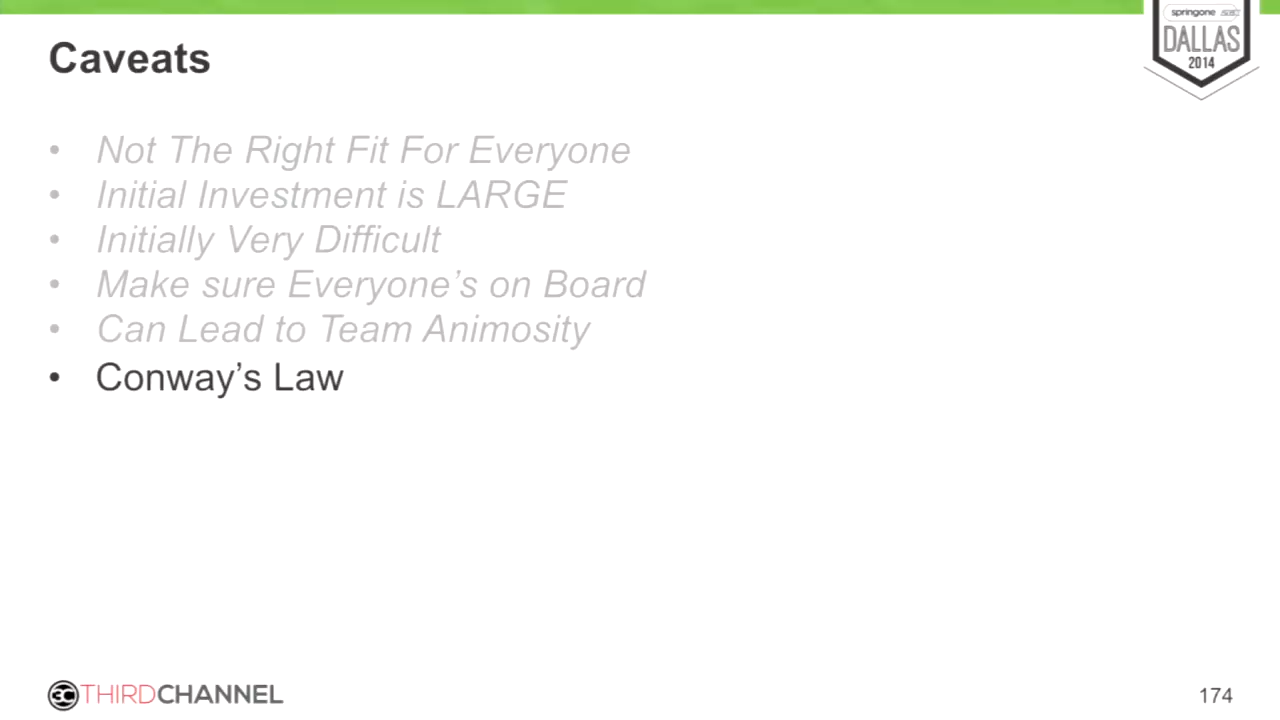 springone
DALLAS
2014
Caveats
• Not The Right Fit For Everyone
• Initial Investment is LARGE
• Initially Very Difficult
• Make sure Everyone’s on Board
• Can Lead to Team Animosity
• Conway’s Law
3C THIRDCHANNEL
174